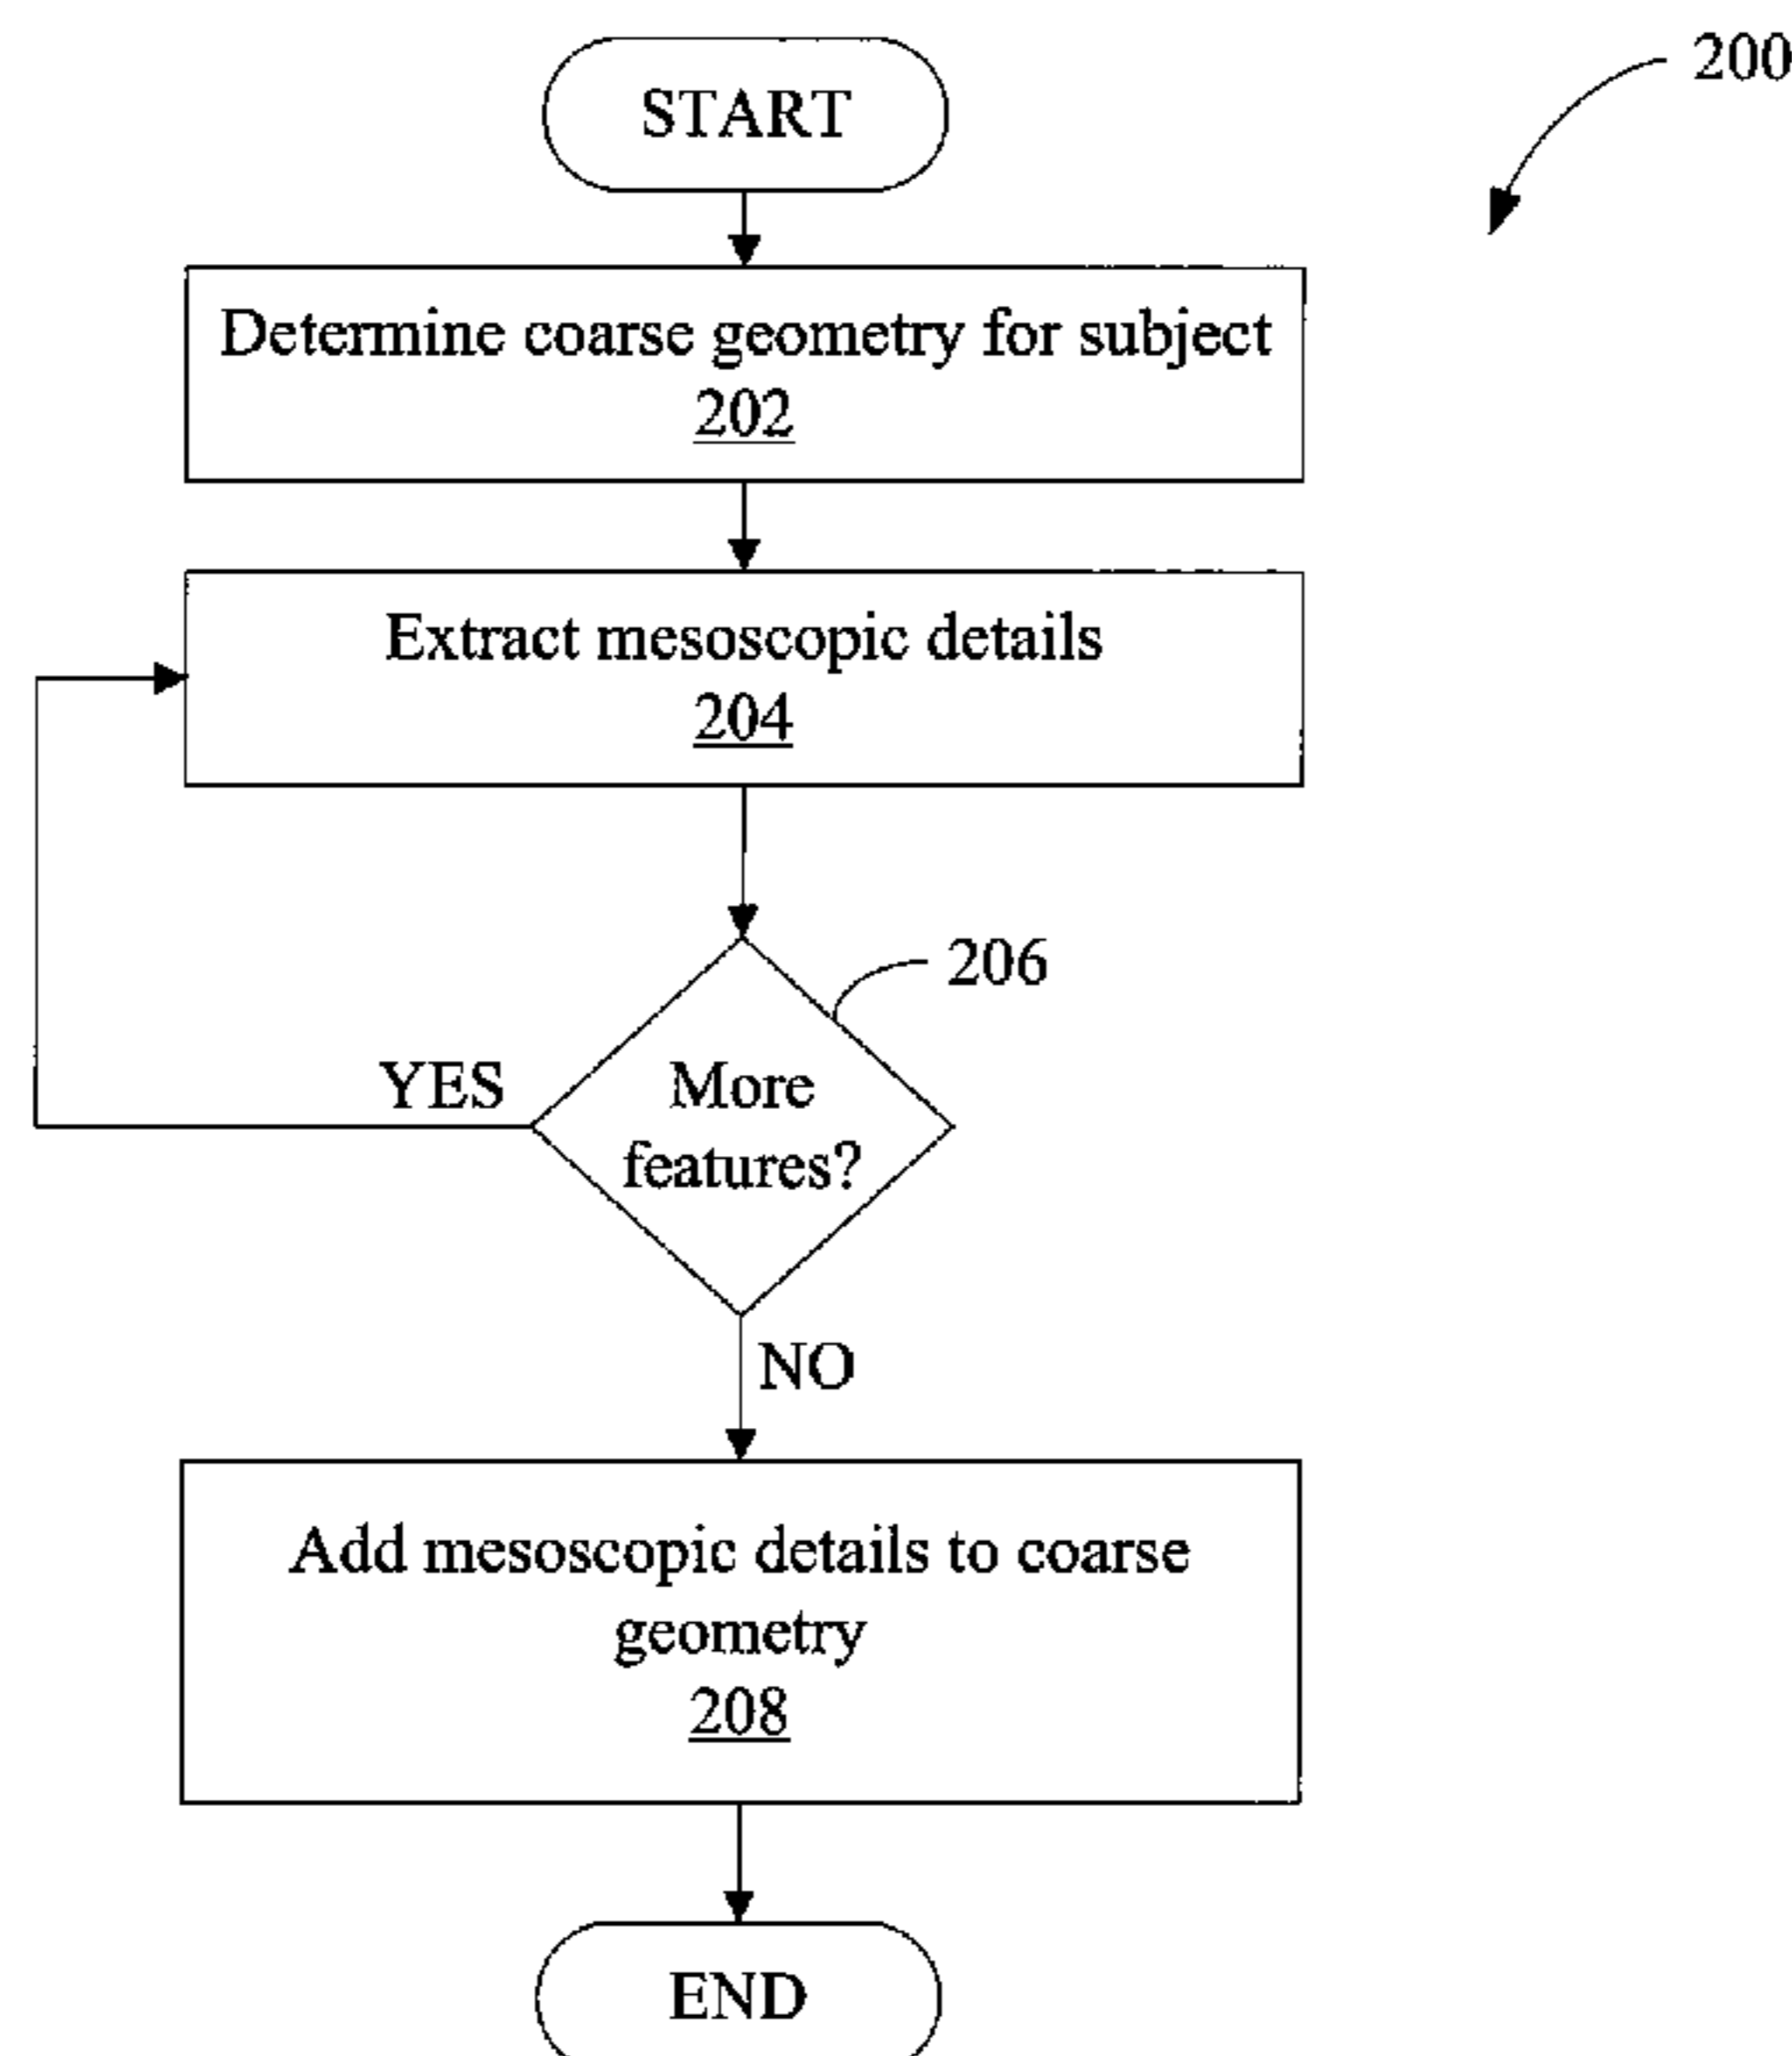 200
START
Determine coarse geometry for subject
202
Extract mesoscopic details
204
206
YES
More
features?
NO
Add mesoscopic details to coarse
geometry
208
END